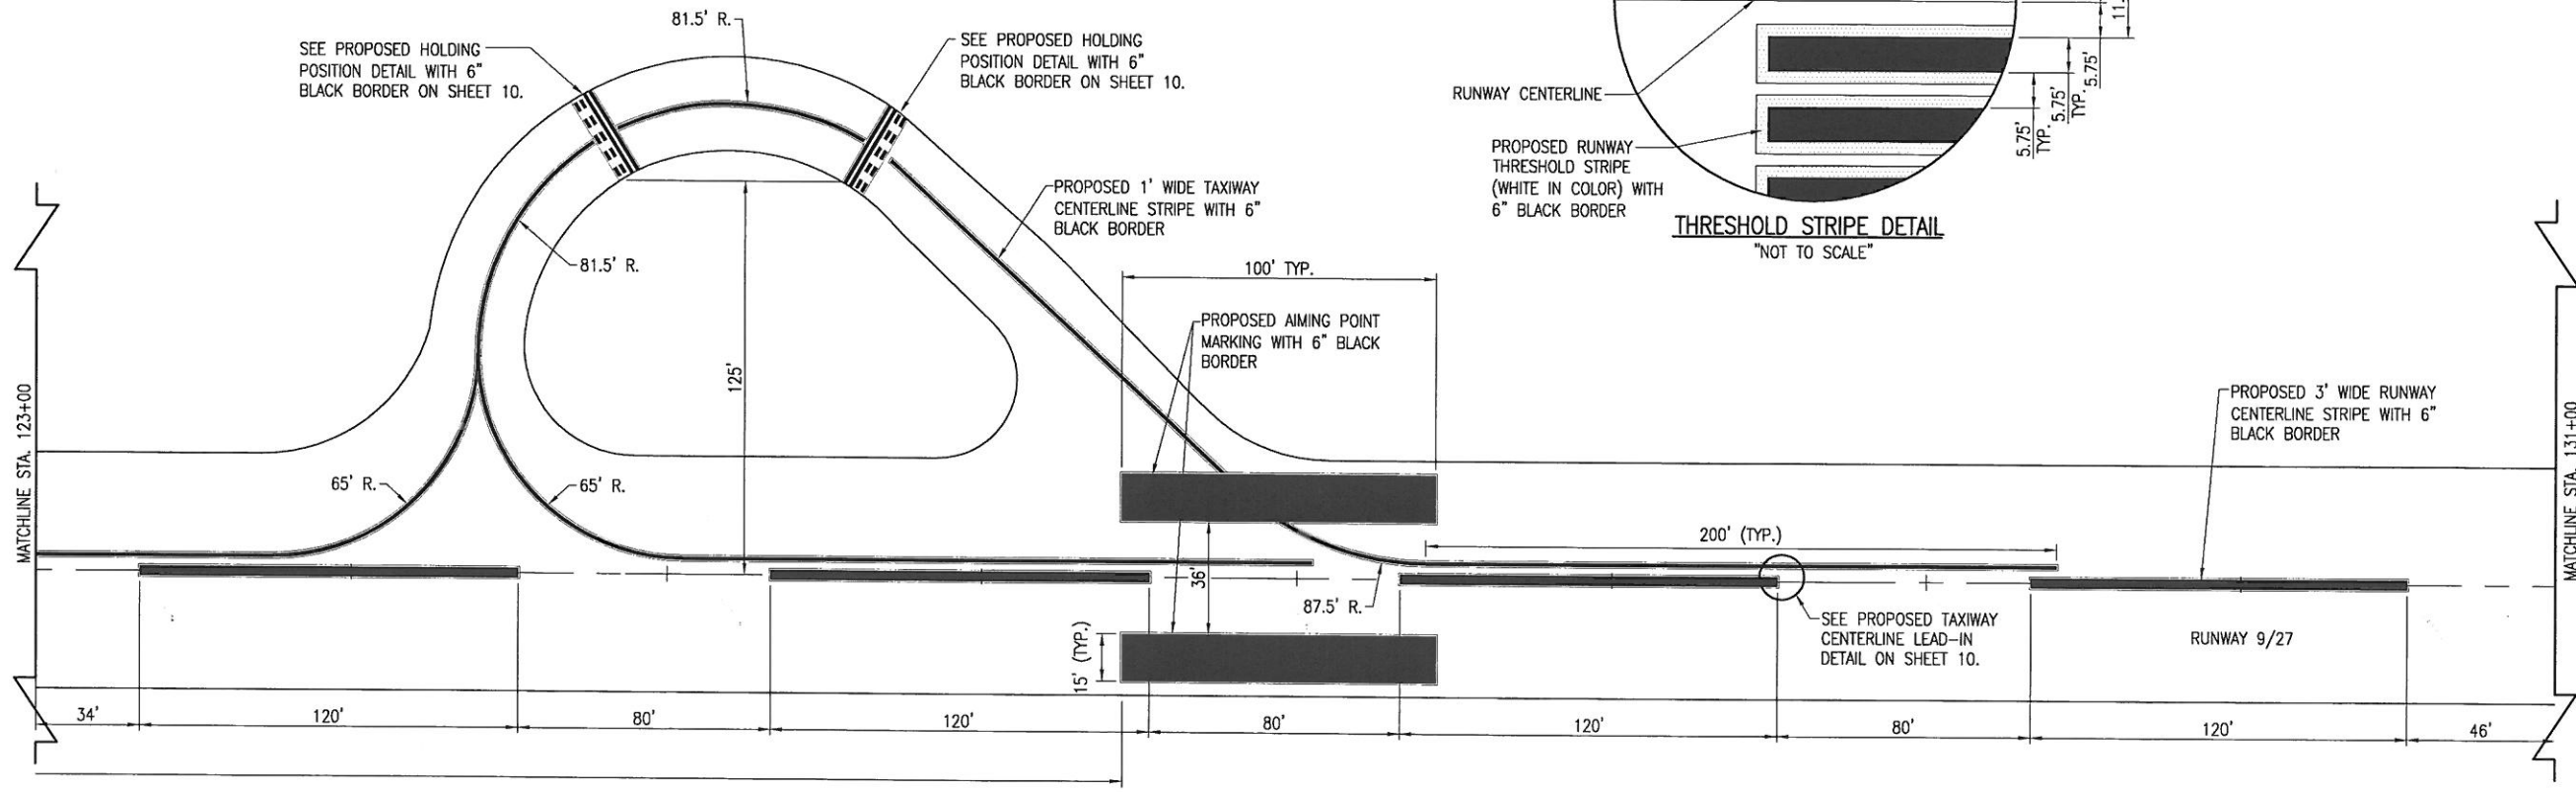 81.5' R.
SEE PROPOSED HOLDING
POSITION DETAIL WITH 6"
BLACK BORDER ON SHEET 10.
SEE PROPOSED HOLDING
POSITION DETAIL WITH 6"
BLACK BORDER ON SHEET 10.
RUNWAY CENTERLINE
PROPOSED RUNWAY
THRESHOLD STRIPE
(WHITE IN COLOR) WITH
6" BLACK BORDER
5.75'
TYP.
5.75'
TYP.
5.75'
11.
THRESHOLD STRIPE DETAIL
"NOT TO SCALE"
PROPOSED 1' WIDE TAXIWAY
CENTERLINE STRIPE WITH 6"
BLACK BORDER
81.5' R.
100' TYP.
PROPOSED AIMING POINT
MARKING WITH 6" BLACK
BORDER
125'
PROPOSED 3' WIDE RUNWAY
CENTERLINE STRIPE WITH 6"
BLACK BORDER
MATCHLINE STA. 123+00
MATCHLINE STA. 131+00
65' R.
65' R.
200' (TYP.)
36'
87.5' R.
SEE PROPOSED TAXIWAY
CENTERLINE LEAD-IN
DETAIL ON SHEET 10.
RUNWAY 9/27
15' (TYP.)
34'
120'
80'
120'
80'
120'
80'
120'
46'